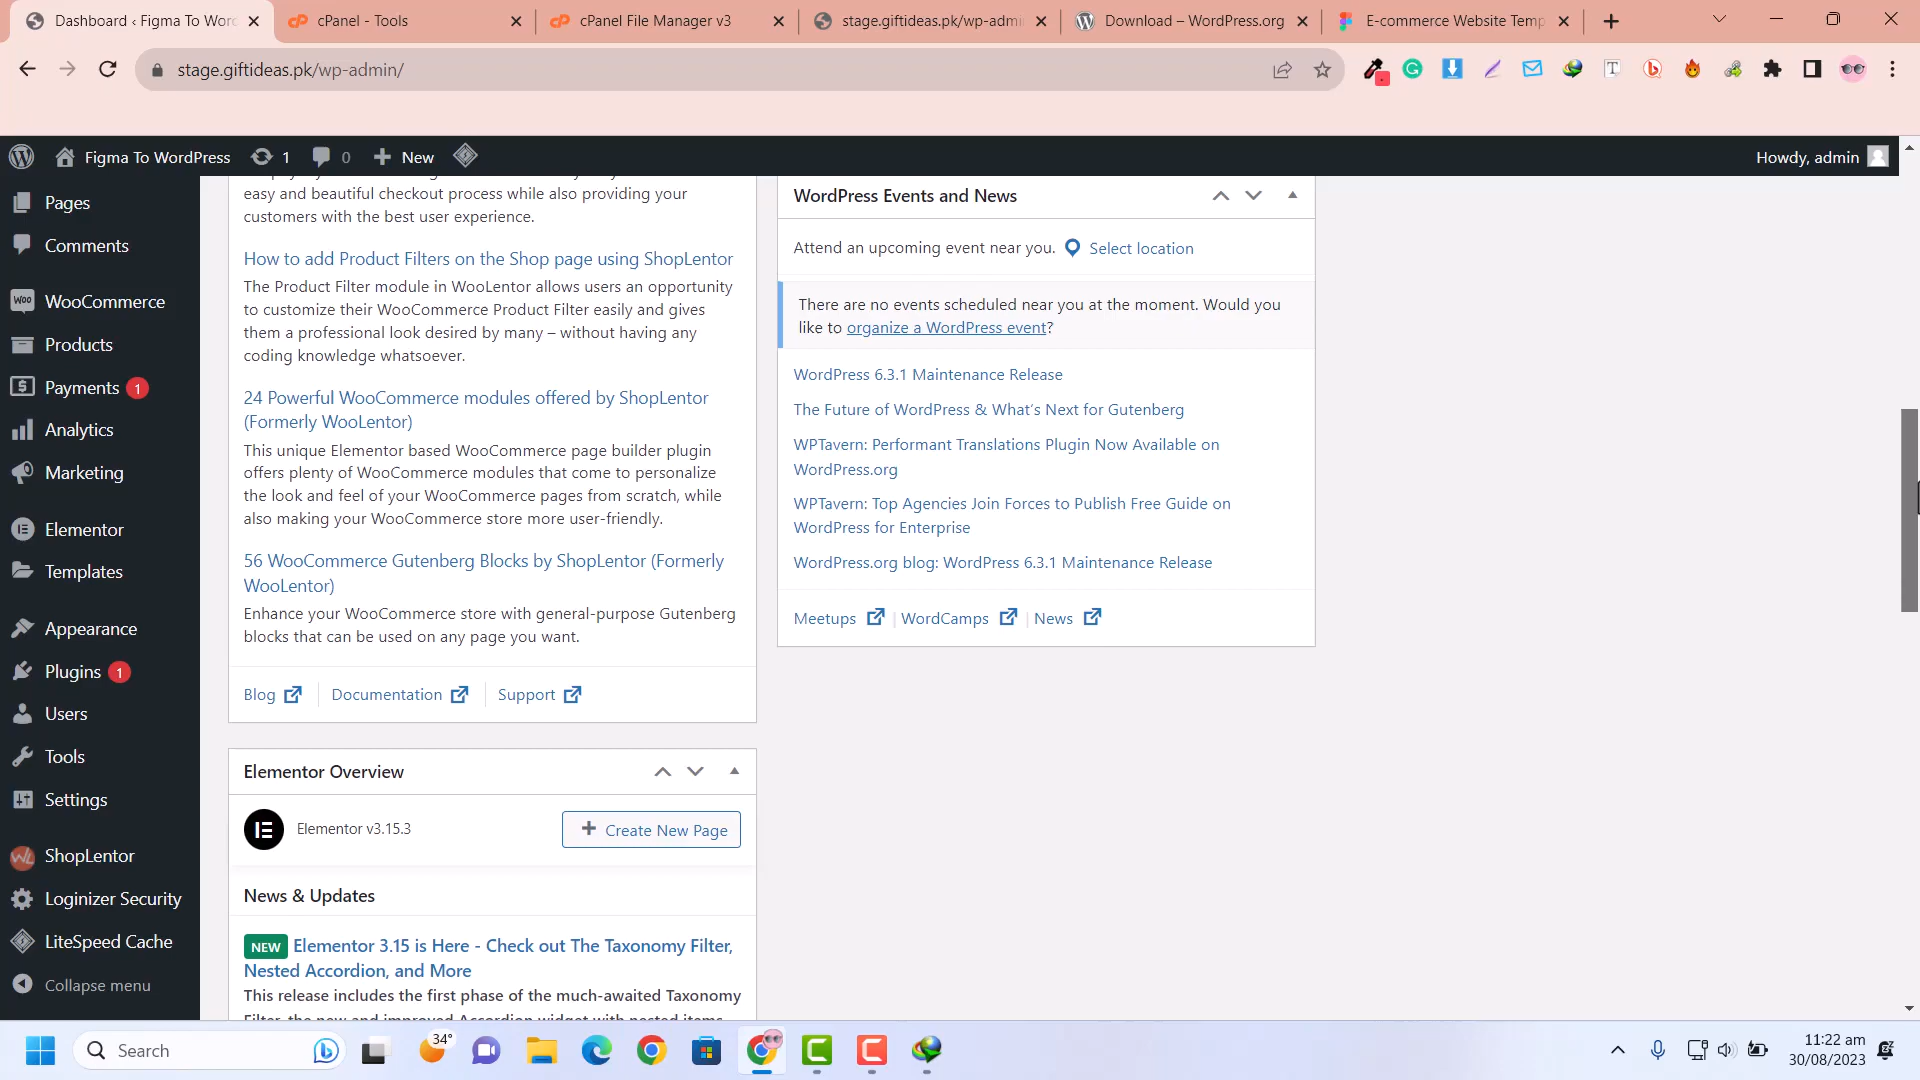 Dashboard ‹ Figma To Wor
cPanel - Tools
cPanel File Manager v3
stage.giftideas.pk/wp-admi
Download – WordPress.org
E-commerce Website Temp
stage.giftideas.pk/wp-admin/
Figma To WordPress
1
0
New
Howdy, admin
Pages
Comments
WooCommerce
Products
Payments 1
Analytics
Marketing
Elementor
Templates
Appearance
Plugins 1
Users
Tools
Settings
ShopLentor
Loginizer Security
LiteSpeed Cache
Collapse menu
easy and beautiful checkout process while also providing your
customers with the best user experience.
How to add Product Filters on the Shop page using ShopLentor
The Product Filter module in WooLentor allows users an opportunity
to customize their WooCommerce Product Filter easily and gives
them a professional look desired by many – without having any
coding knowledge whatsoever.
24 Powerful WooCommerce modules offered by ShopLentor
(Formerly WooLentor)
This unique Elementor based WooCommerce page builder plugin
offers plenty of WooCommerce modules that come to personalize
the look and feel of your WooCommerce pages from scratch, while
also making your WooCommerce store more user-friendly.
56 WooCommerce Gutenberg Blocks by ShopLentor (Formerly
WooLentor)
Enhance your WooCommerce store with general-purpose Gutenberg
blocks that can be used on any page you want.
Blog
Documentation
Support
Elementor Overview
Elementor v3.15.3
Create New Page
News & Updates
NEW Elementor 3.15 is Here - Check out The Taxonomy Filter,
Nested Accordion, and More
This release includes the first phase of the much-awaited Taxonomy
Filter, the new and improved Accordion widget with nested items
WordPress Events and News
Attend an upcoming event near you. Select location
There are no events scheduled near you at the moment. Would you
like to organize a WordPress event?
WordPress 6.3.1 Maintenance Release
The Future of WordPress & What's Next for Gutenberg
WPTavern: Performant Translations Plugin Now Available on
WordPress.org
WPTavern: Top Agencies Join Forces to Publish Free Guide on
WordPress for Enterprise
WordPress.org blog: WordPress 6.3.1 Maintenance Release
Meetups
WordCamps
News
Search
34°
11:22 am
30/08/2023